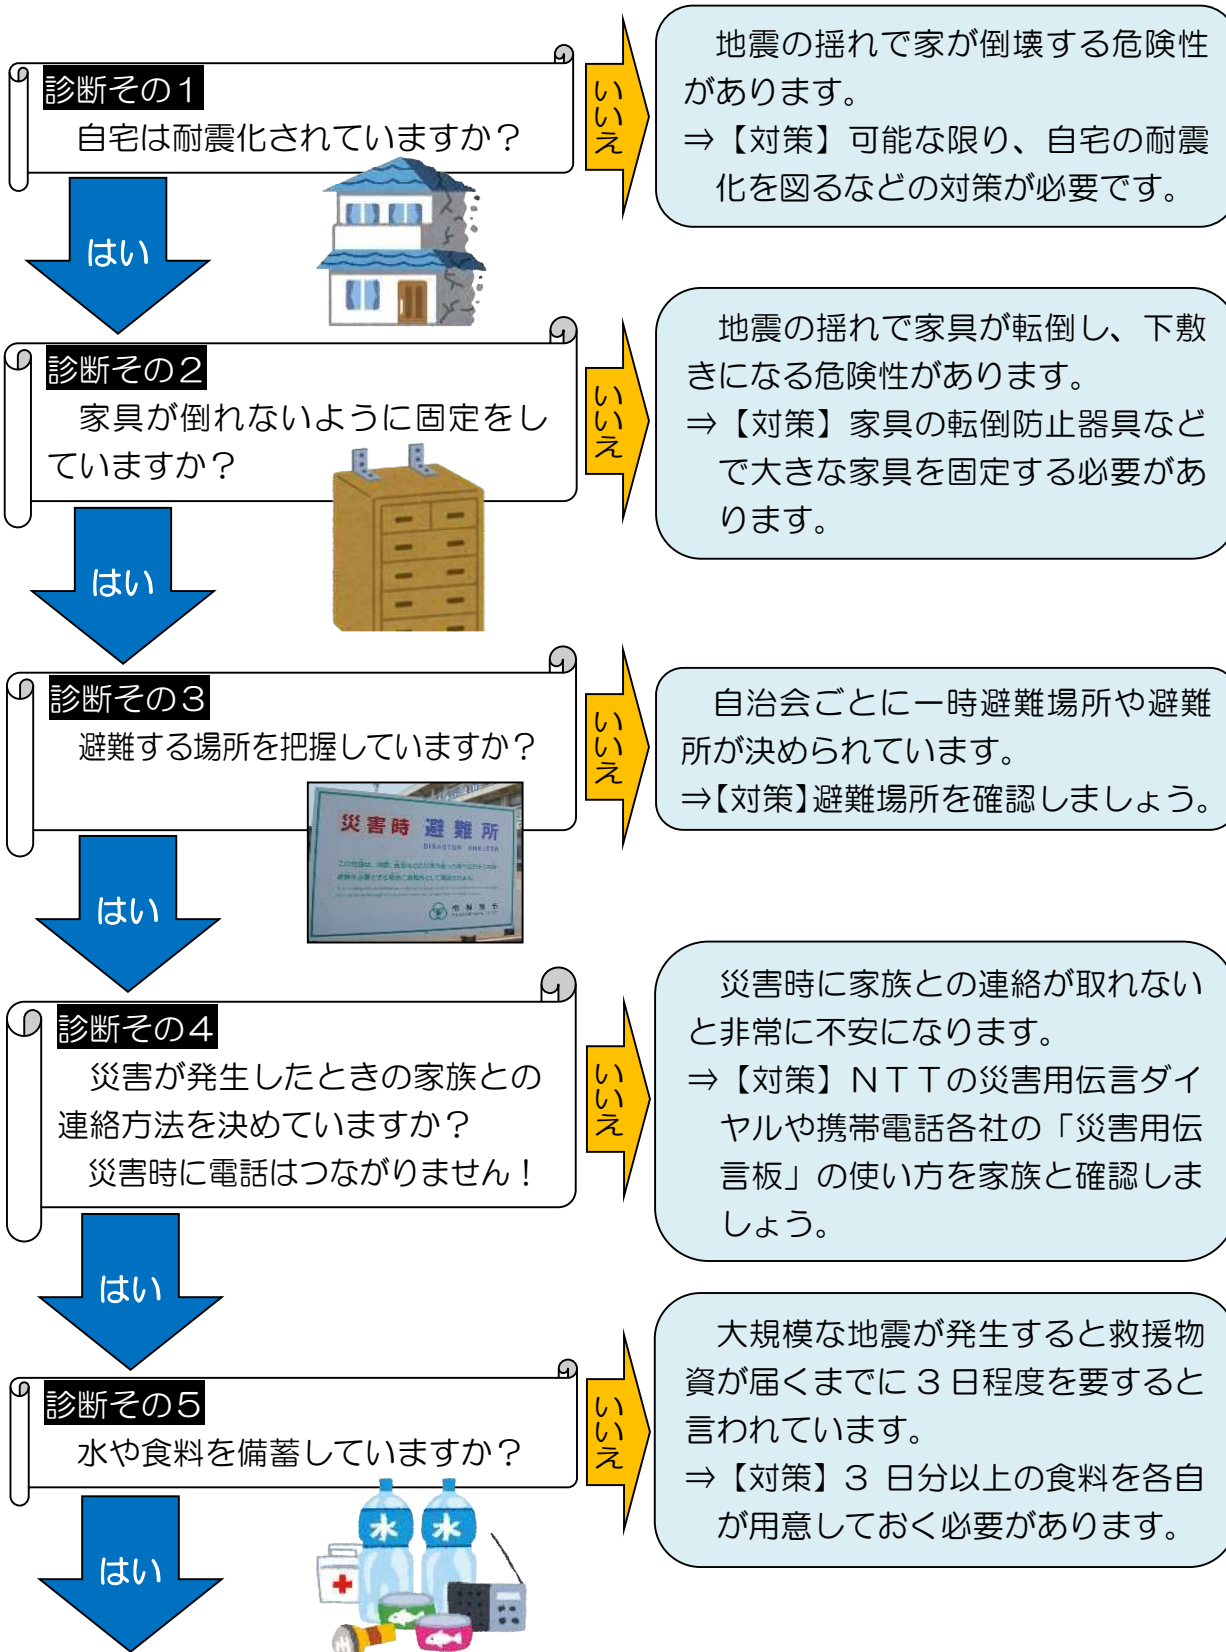 診断その１
自宅は耐震化されていますか？
いいえ
地震の揺れで家が倒壊する危険性
があります。
⇒【対策】可能な限り、自宅の耐震
化を図るなどの対策が必要です。
はい
診断その２
家具が倒れないように固定をし
ていますか？
いいえ
地震の揺れで家具が転倒し、下敷
きになる危険性があります。
⇒【対策】家具の転倒防止器具など
で大きな家具を固定する必要があ
ります。
はい
診断その３
避難する場所を把握していますか？
いいえ
自治会ごとに一時避難場所や避難
所が決められています。
⇒【対策】避難場所を確認しましょう。
災害時 避難所
DISASTER SHELTER
相模原市
はい
診断その４
災害が発生したときの家族との
連絡方法を決めていますか？
災害時に電話はつながりません！
いいえ
災害時に家族との連絡が取れない
と非常に不安になります。
⇒【対策】ＮＴＴの災害用伝言ダイ
ヤルや携帯電話各社の「災害用伝
言板」の使い方を家族と確認しま
しょう。
はい
診断その５
水や食料を備蓄していますか？
いいえ
大規模な地震が発生すると救援物
資が届くまでに３日程度を要すると
言われています。
⇒【対策】３ 日分以上の食料を各自
が用意しておく必要があります。
水
水
はい